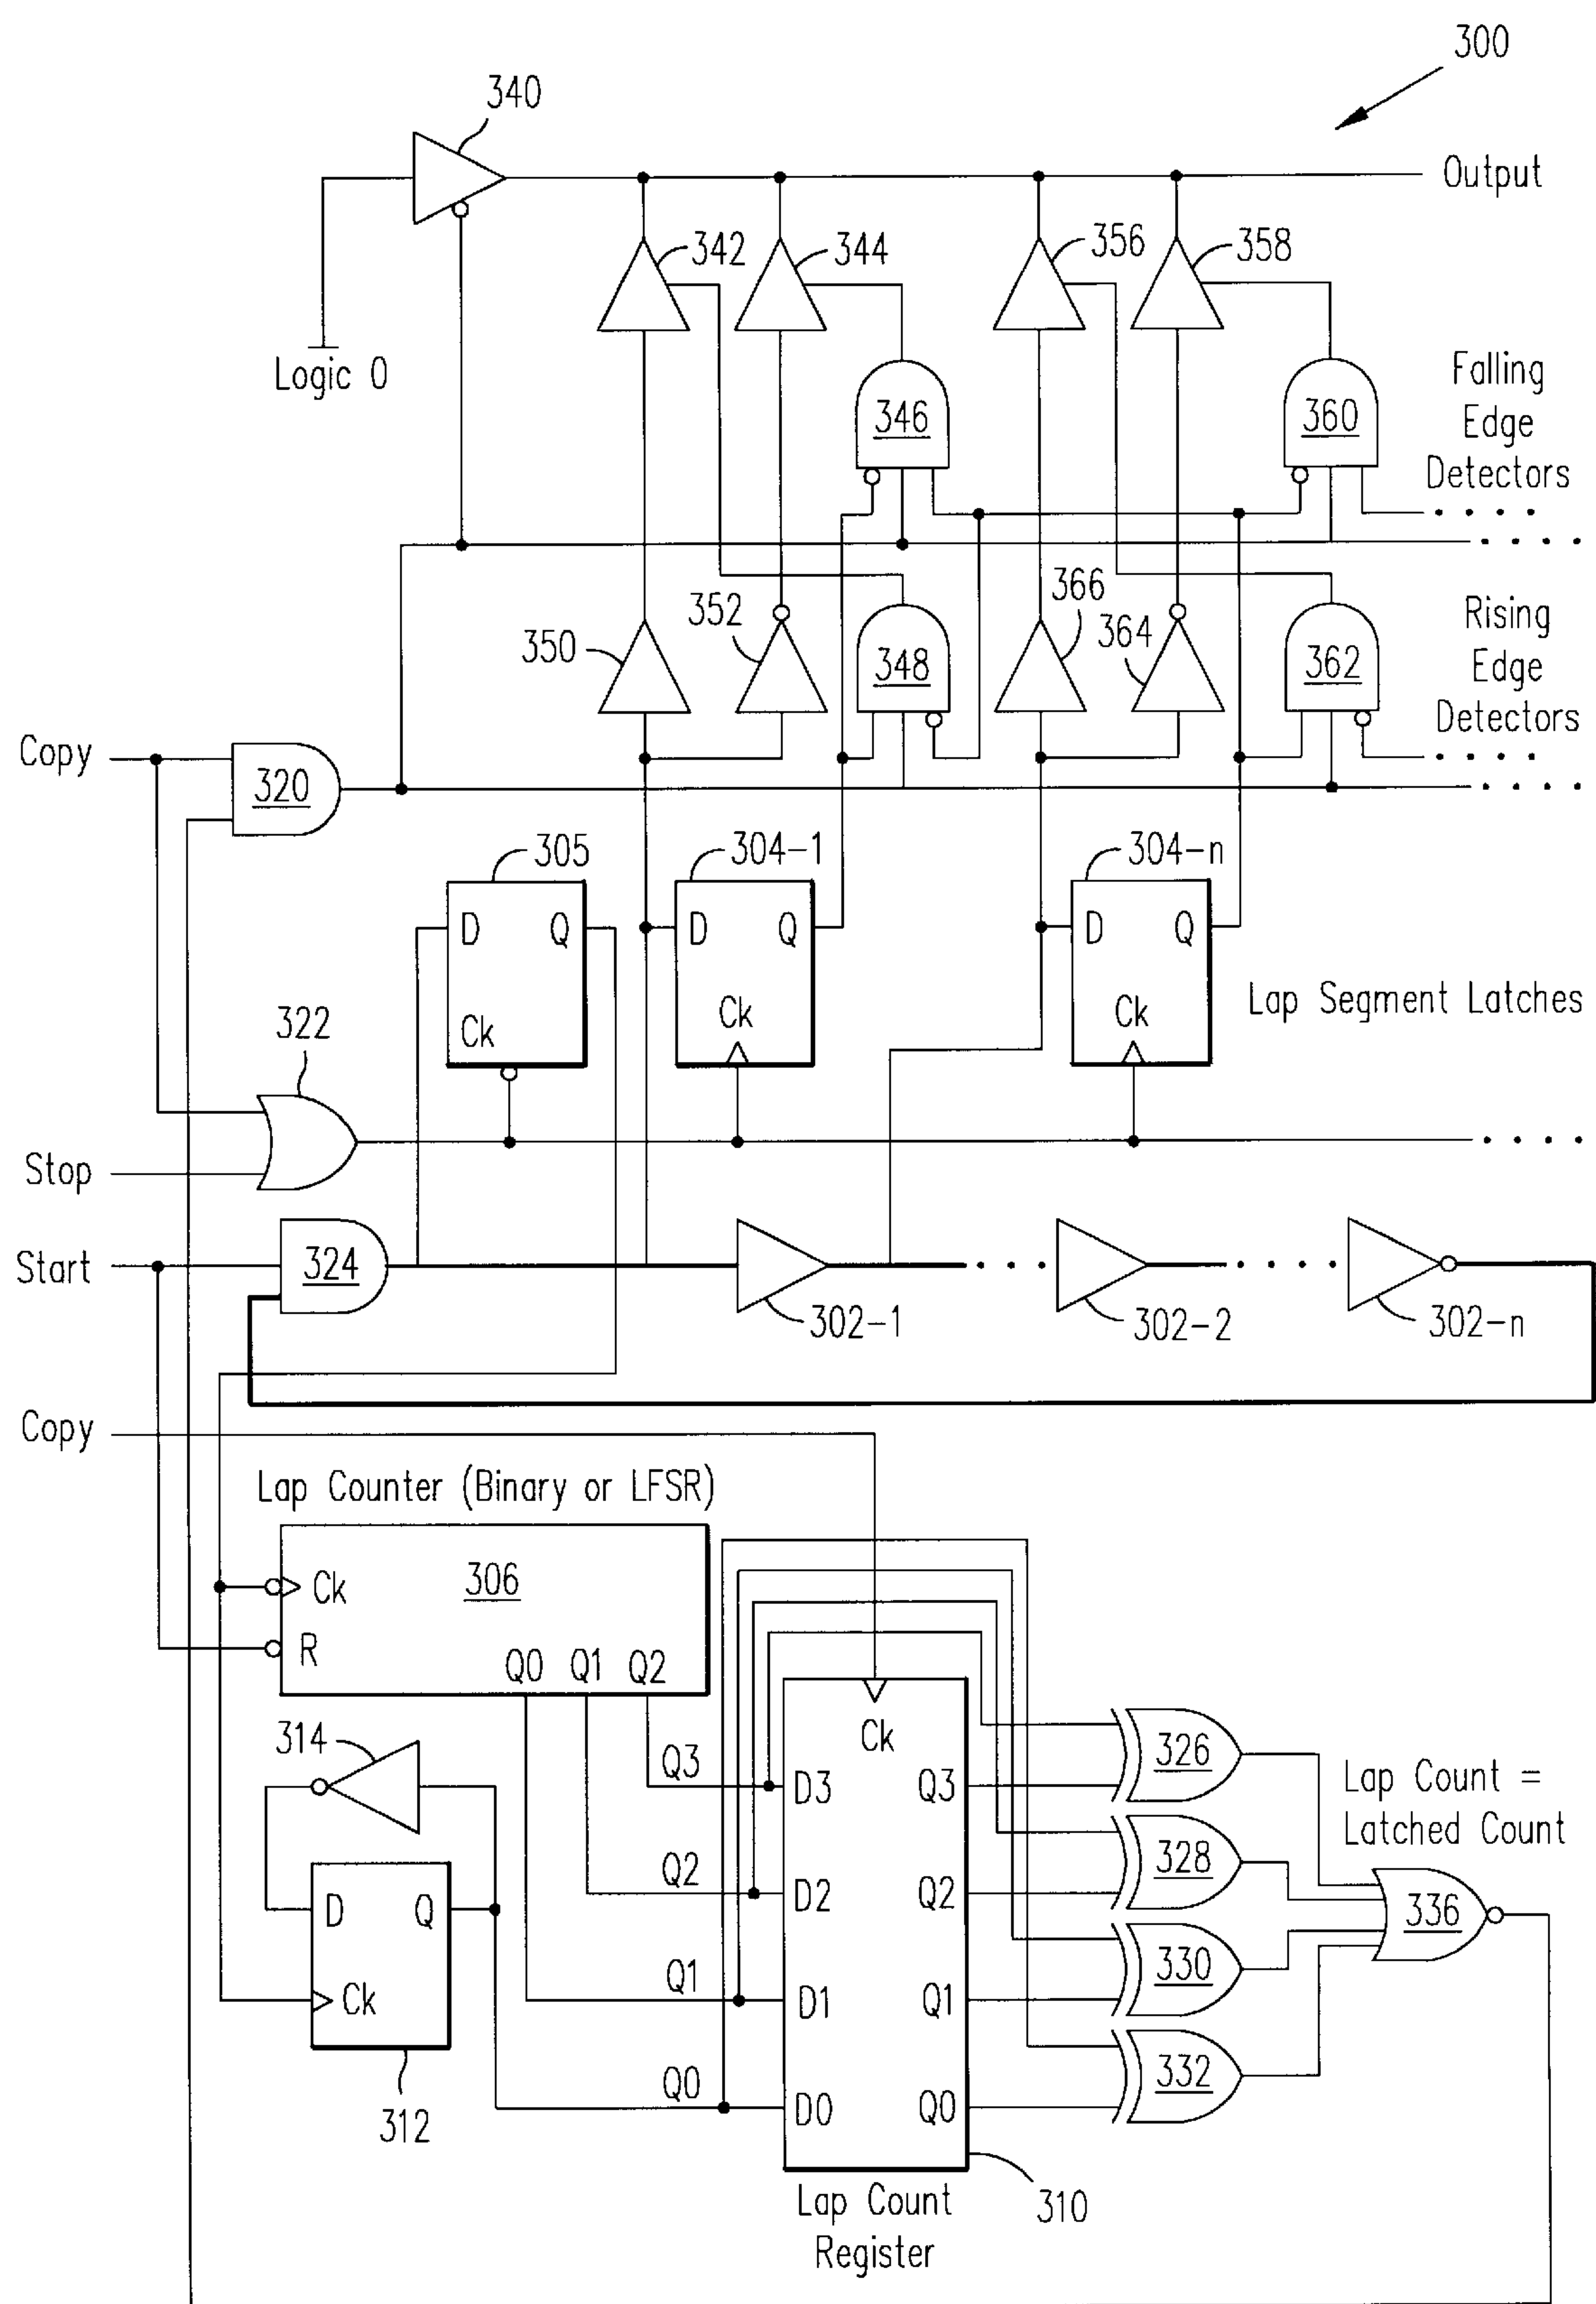 300
340
Output
342
344
356
358
Logic 0
Falling
Edge
Detectors
346
360
352
366
364
350
348
362
Rising
Edge
Detectors
Copy
320
305
304-1
304-n
D Q
D Q
D Q
Ck
Ck
Ck
Lap Segment Latches
322
Stop
Start
324
302-1
302-2
302-n
Copy
Lap Counter (Binary or LFSR)
Ck
306
R
Q0 Q1 Q2
314
Ck
Q3
D3
Q3
326
Lap Count =
Latched Count
Q2
D2
Q2
328
336
D Q
Ck
312
Q1
D1
Q1
330
Q0
D0
Q0
332
310
Lap Count
Register